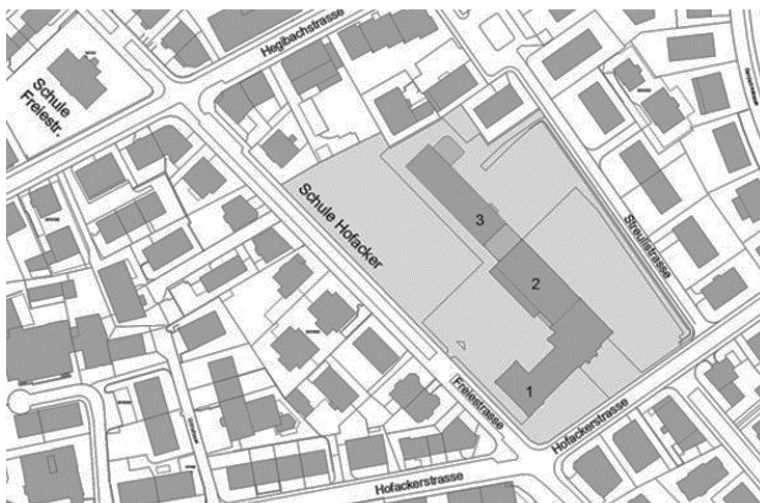 Hegibachstrasse
Schule
Freiestr.
Schule Hofacker
3
2
1
Streulistrasse
Freiestrasse
Hofackerstrasse
Hofackerstrasse